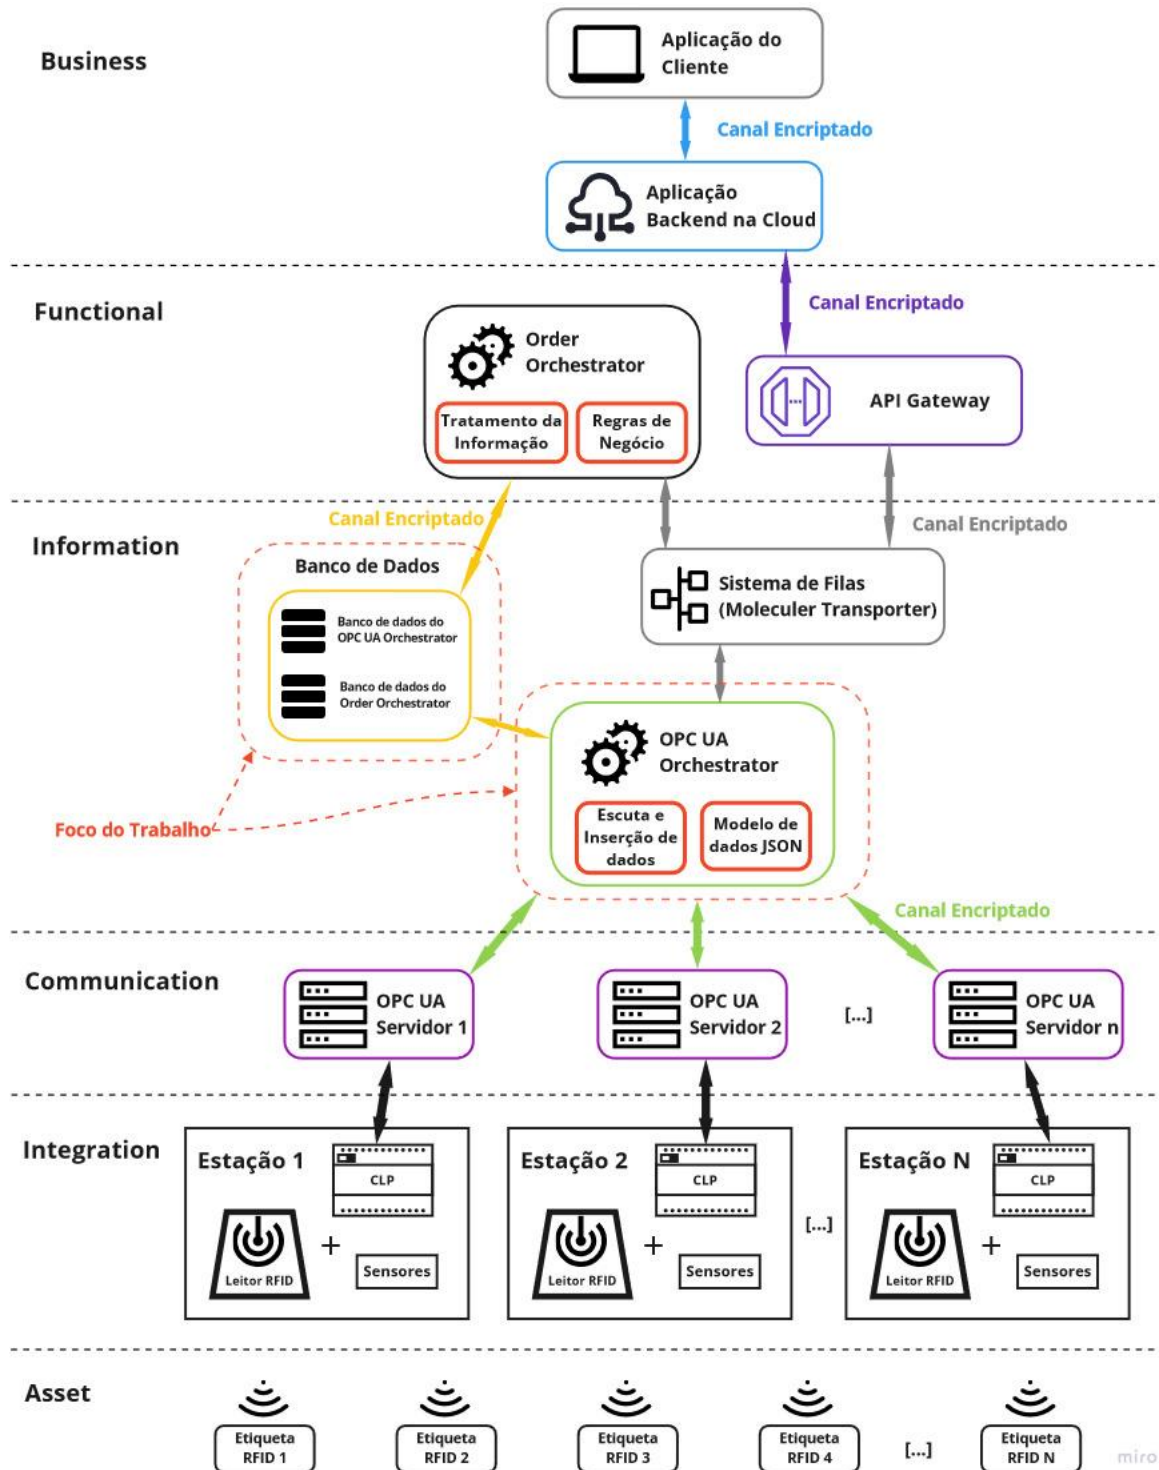 Business
Aplicação do
Cliente
Canal Encriptado
Aplicação
Backend na Cloud
Functional
Canal Encriptado
Order
Orchestrator
Tratamento da
Informação
Regras de
Negócio
API Gateway
Information
Canal Encriptado
Canal Encriptado
Banco de Dados
Banco de dados do
OPC UA Orchestrator
Banco de dados do
Order Orchestrator
Sistema de Filas
(Moleculer Transporter)
OPC UA
Orchestrator
Escuta e
Inserção de
dados
Modelo de
dados JSON
Foco do Trabalho
Canal Encriptado
Communication
OPC UA
Servidor 1
OPC UA
Servidor 2
[...]
OPC UA
Servidor n
Integration
Estação 1
CLP
Leitor RFID
+
Sensores
Estação 2
CLP
Leitor RFID
+
Sensores
[...]
Estação N
CLP
Leitor RFID
+
Sensores
Asset
Etiqueta
RFID 1
Etiqueta
RFID 2
Etiqueta
RFID 3
Etiqueta
RFID 4
[...]
Etiqueta
RFID N
miro